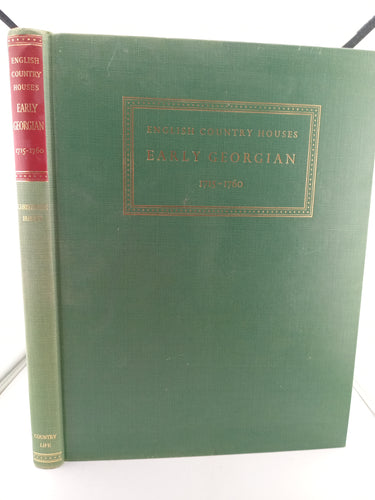 ENGLISH
COUNTRY
HOUSES
EARLY
GEORGIAN
1715-1760
COUNTRY
LIFE
ENGLISH COUNTRY HOUSES
EARLY GEORGIAN
1715-1760